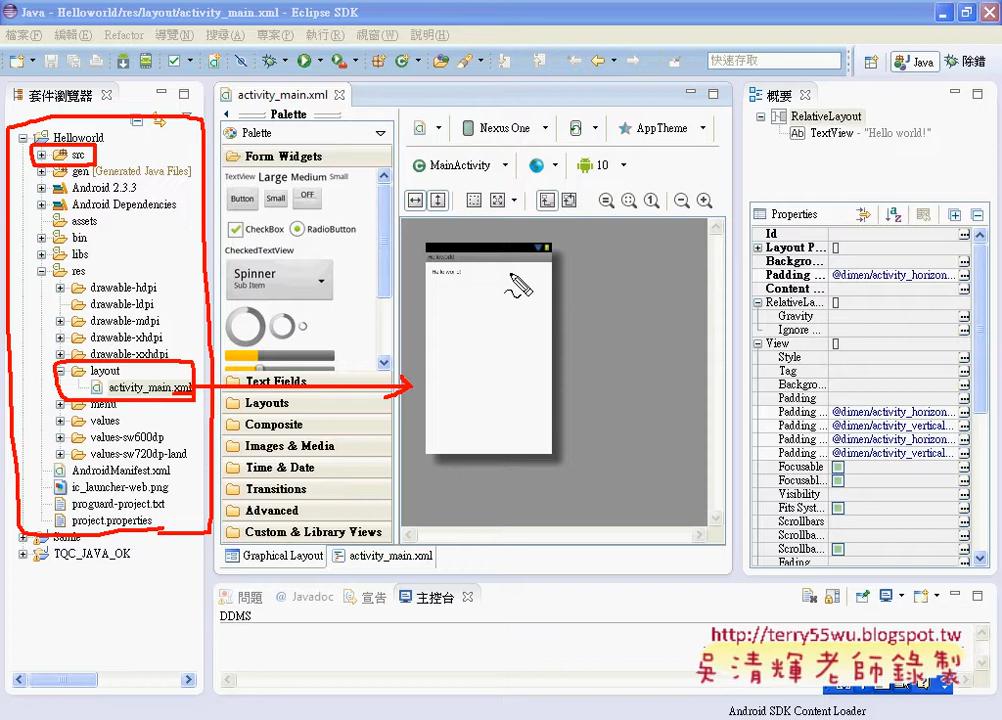 Java - Helloworld/res/layout/activity_main.xml - Eclipse SDK
檔案(F) 編輯(E) Refactor 導覽(N) 搜尋(A) 專案(P) 執行(R) 視窗(W) 說明(H)
快速存取
Java
除錯
套件瀏覽器
Helloworld
src
gen [Generated Java Files]
Android 2.3.3
Android Dependencies
assets
bin
libs
res
drawable-hdpi
drawable-ldpi
drawable-mdpi
drawable-xhdpi
drawable-xxhdpi
layout
activity_main.xml
menu
values
values-sw600dp
values-sw720dp-land
AndroidManifest.xml
ic_launcher-web.png
proguard-project.txt
project.properties
TQC_JAVA_OK
activity_main.xml
Palette
Palette
Form Widgets
TextView Large Medium Small
Button Small OFF
CheckBox RadioButton
CheckedTextView
Spinner
Sub Item
Text Fields
Layouts
Composite
Images & Media
Time & Date
Transitions
Advanced
Custom & Library Views
Graphical Layout
activity_main.xml
Nexus One
AppTheme
MainActivity
10
概要
RelativeLayout
TextView - "Hello world!"
Properties
Id
Layout P... []
Backgro...
Padding @dimen/activity_horizon...
Content ...
RelativeLa... []
Gravity
Ignore ...
View []
Style
Tag
Backgro...
Padding
Padding ... @dimen/activity_horizon...
Padding ... @dimen/activity_vertical...
Padding ... @dimen/activity_horizon...
Padding ... @dimen/activity_vertical...
Focusable
Focusabl...
Visibility
Fits Syst...
Scrollbars
Scrollba...
Scrollba...
Fading
問題
@ Javadoc
宣告
主控台
DDMS
http://terry55wu.blogspot.tw
吳清輝老師錄製
Android SDK Content Loader